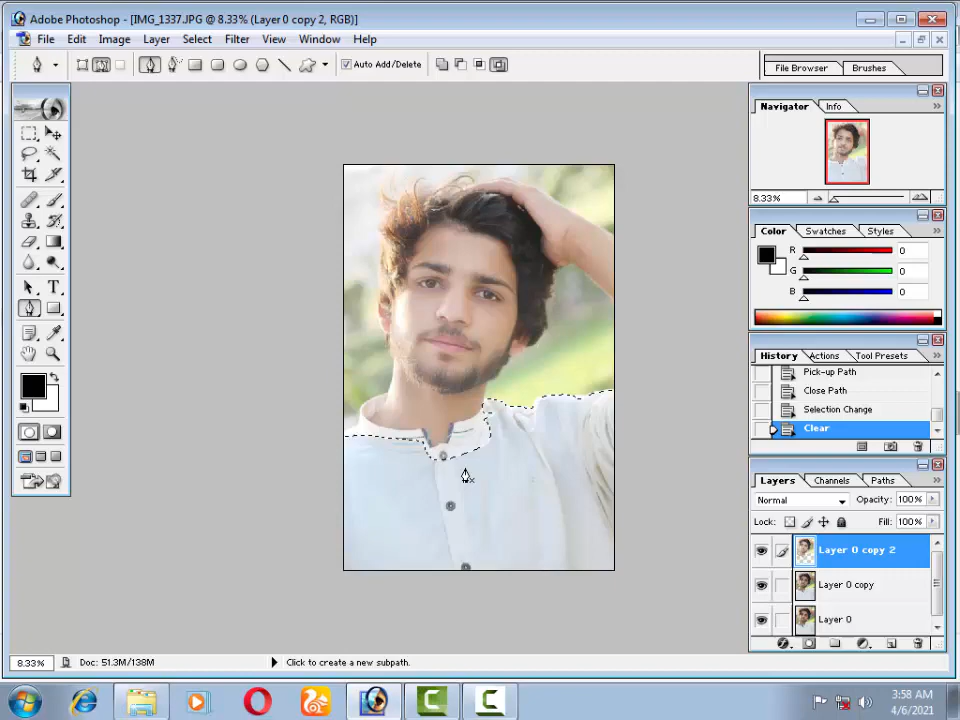 Adobe Photoshop - [IMG_1337.JPG @ 8.33% (Layer 0 copy 2, RGB)]
File Edit Image Layer Select Filter View Window Help
Auto Add/Delete
File Browser Brushes
Navigator Info
8.33%
Color Swatches Styles
R 0
G 0
B 0
History Actions Tool Presets
Pick-up Path
Close Path
Selection Change
Clear
Layers Channels Paths
Normal Opacity: 100%
Lock: Fill: 100%
Layer 0 copy 2
Layer 0 copy
Layer 0
8.33% Doc: 51.3M/138M Click to create a new subpath.
3:58 AM
4/6/2021